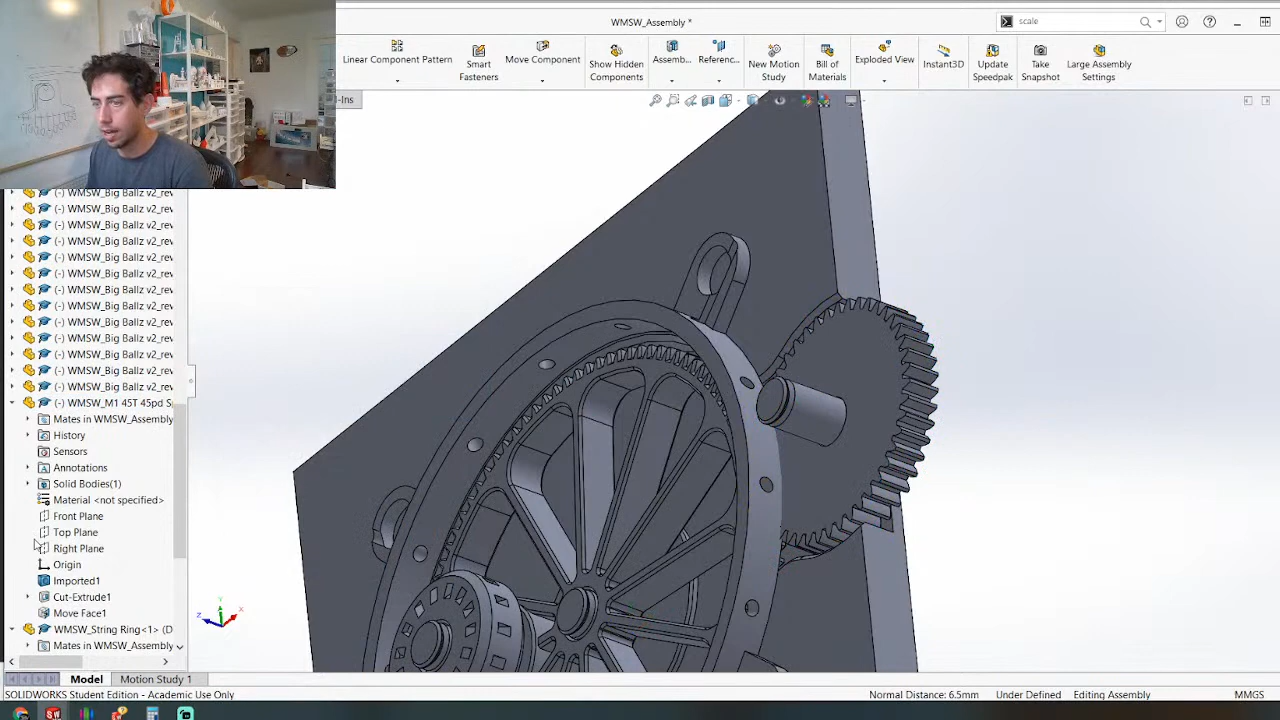 WMSW_Assembly *
scale
Linear Component Pattern
Smart Fasteners
Move Component
Show Hidden Components
Assemb...
Referenc...
New Motion Study
Bill of Materials
Exploded View
Instant3D
Update Speedpak
Take Snapshot
Large Assembly Settings
-Ins
(-) WMSW_Big Ballz v2_rev
(-) WMSW_Big Ballz v2_rev
(-) WMSW_Big Ballz v2_rev
(-) WMSW_Big Ballz v2_rev
(-) WMSW_Big Ballz v2_rev
(-) WMSW_Big Ballz v2_rev
(-) WMSW_Big Ballz v2_rev
(-) WMSW_Big Ballz v2_rev
(-) WMSW_Big Ballz v2_rev
(-) WMSW_Big Ballz v2_rev
(-) WMSW_Big Ballz v2_rev
(-) WMSW_Big Ballz v2_rev
(-) WMSW_Big Ballz v2_rev
(-) WMSW_M1 45T 45pd S
Mates in WMSW_Assembly
History
Sensors
Annotations
Solid Bodies(1)
Material <not specified>
Front Plane
Top Plane
Right Plane
Origin
Imported1
Cut-Extrude1
Move Face1
WMSW_String Ring<1> (D
Mates in WMSW_Assembly
Y
Z
X
Model
Motion Study 1
SOLIDWORKS Student Edition - Academic Use Only
Normal Distance: 6.5mm
Under Defined
Editing Assembly
MMGS